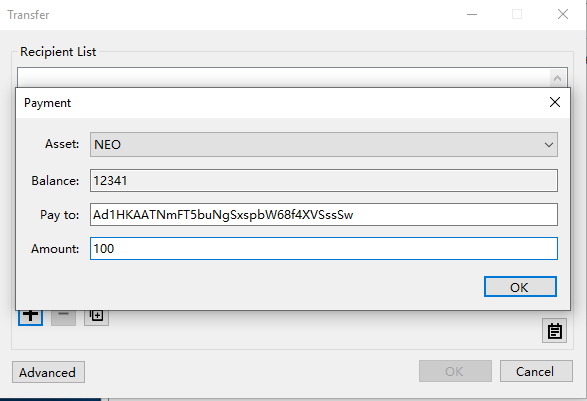 Transfer
Recipient List
Payment
Asset: NEO
Balance: 12341
Pay to: Ad1HKAATNmFT5buNgSxspbW68f4XVSssSw
Amount: 100
OK
Advanced OK Cancel